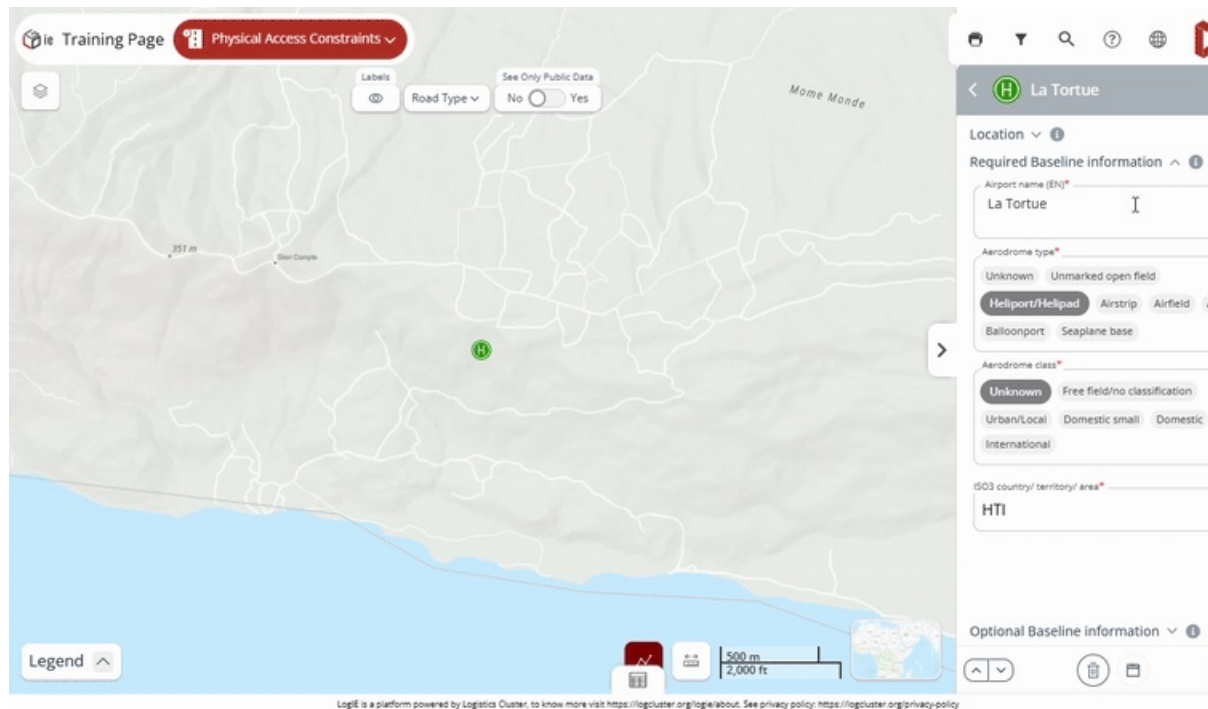 ie Training Page
Physical Access Constraints
Labels
Road Type
See Only Public Data
No Yes
Morne Monde
351 m
La Tortue
Location
Required Baseline information
Airport name (EN)*
La Tortue
Aerodrome type*
Unknown Unmarked open field
Heliport/Helipad Airstrip Airfield
Balloonport Seaplane base
Aerodrome class*
Unknown Free field/no classification
Urban/Local Domestic small Domestic
International
ISO3 country/ territory/ area*
HTI
Optional Baseline information
Legend
500 m
2,000 ft
LogIE is a platform powered by Logistics Cluster, to know more visit https://logcluster.org/logie/about. See privacy policy: https://logcluster.org/privacy-policy